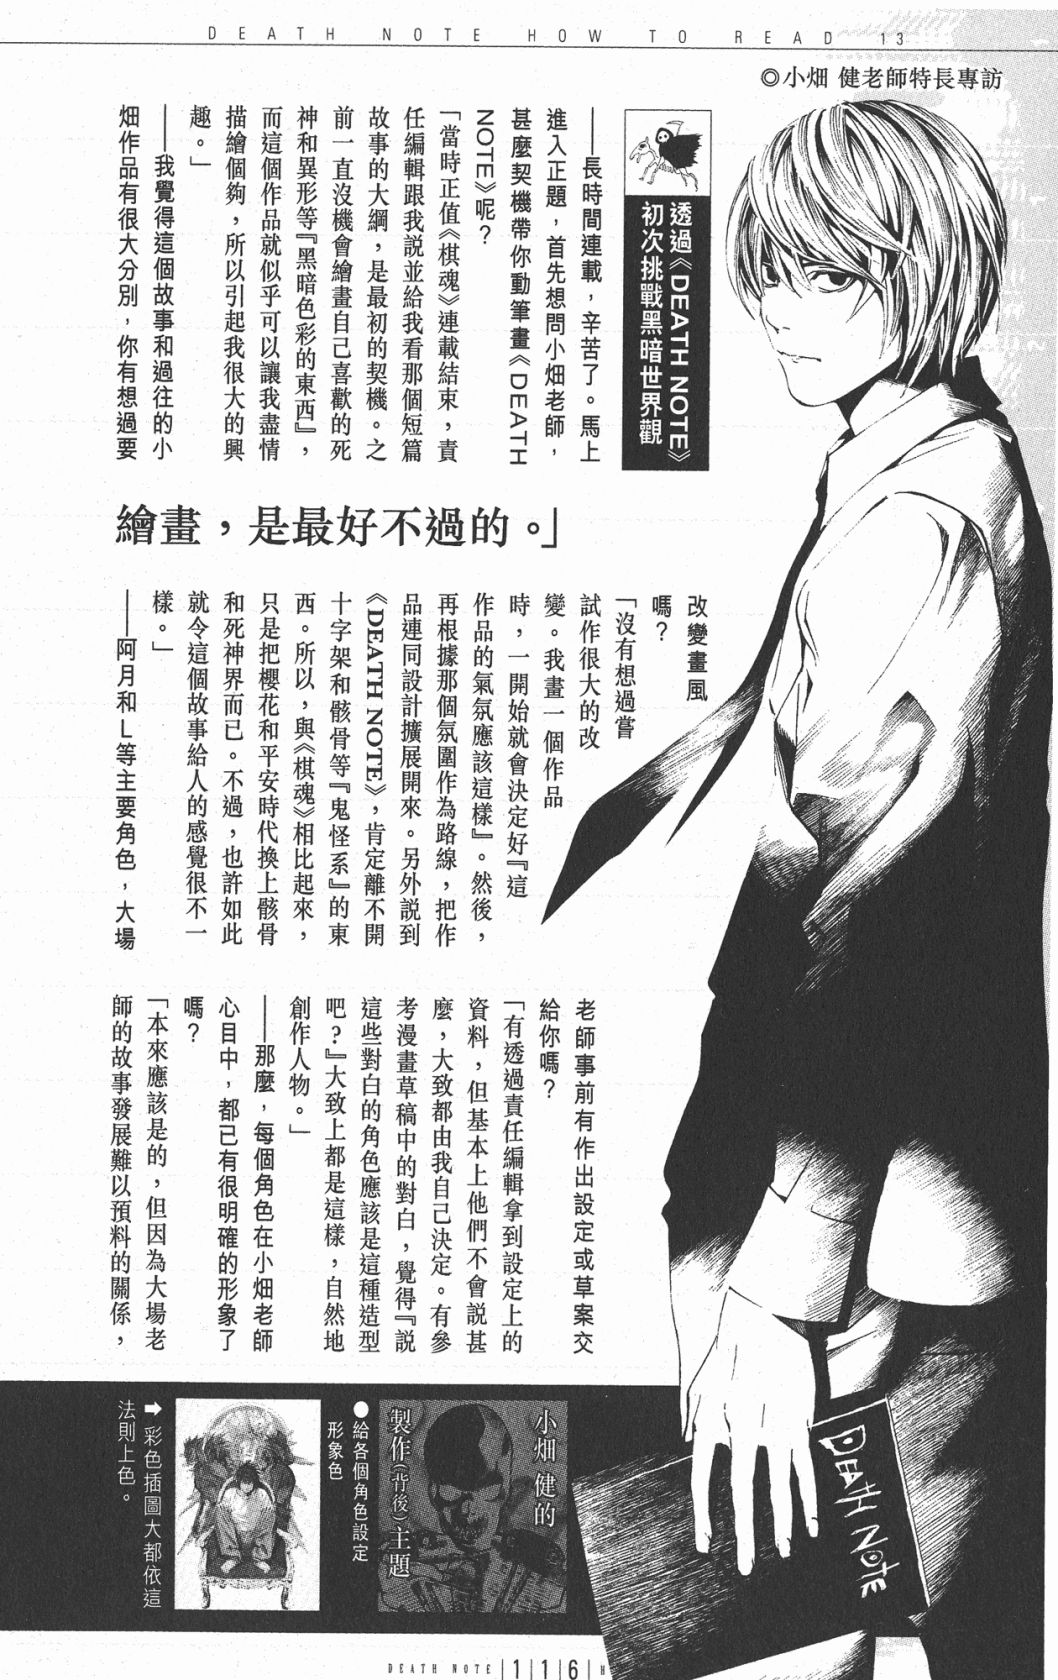 DEATH NOTE HOW TO READ 13
◎小畑 健老師特長專訪
透過《DEATH NOTE》
初次挑戰黑暗世界觀
——長時間連載，辛苦了。馬上
進入正題，首先想問小畑老師，
甚麼契機帶你動筆畫《DEATH
NOTE》呢？
「當時正值《棋魂》連載結束，責
任編輯跟我説並給我看那個短篇
故事的大綱，是最初的契機。之
前一直沒機會繪畫自己喜歡的死
神和異形等『黑暗色彩的東西』，
而這個作品就似乎可以讓我盡情
描繪個夠，所以引起我很大的興
趣。」
——我覺得這個故事和過往的小
畑作品有很大分別，你有想過要
繪畫，是最好不過的。」
改變畫風
嗎？
「沒有想過嘗
試作很大的改
變。我畫一個作品
時，一開始就會決定好『這
作品的氣氛應該這樣』。然後，
再根據那個氛圍作為路線，把作
品連同設計擴展開來。另外説到
《DEATH NOTE》，肯定離不開
十字架和骸骨等『鬼怪系』的東
西。所以，與《棋魂》相比起來，
只是把櫻花和平安時代換上骸骨
和死神界而已。不過，也許如此
就令這個故事給人的感覺很不一
樣。」
——阿月和L等主要角色，大場
老師事前有作出設定或草案交
給你嗎？
「有透過責任編輯拿到設定上的
資料，但基本上他們不會説甚
麼，大致都由我自己決定。有參
考漫畫草稿中的對白，覺得『説
這些對白的角色應該是這種造型
吧？』大致上都是這樣，自然地
創作人物。」
——那麼，每個角色在小畑老師
心目中，都已有很明確的形象了
嗎？
「本來應該是的，但因為大場老
師的故事發展難以預料的關係，
DEATH NOTE
小畑 健的
製作（背後）主題
●給各個角色設定
形象色
➡彩色插圖大都依這
法則上色。
DEATH NOTE 116 H